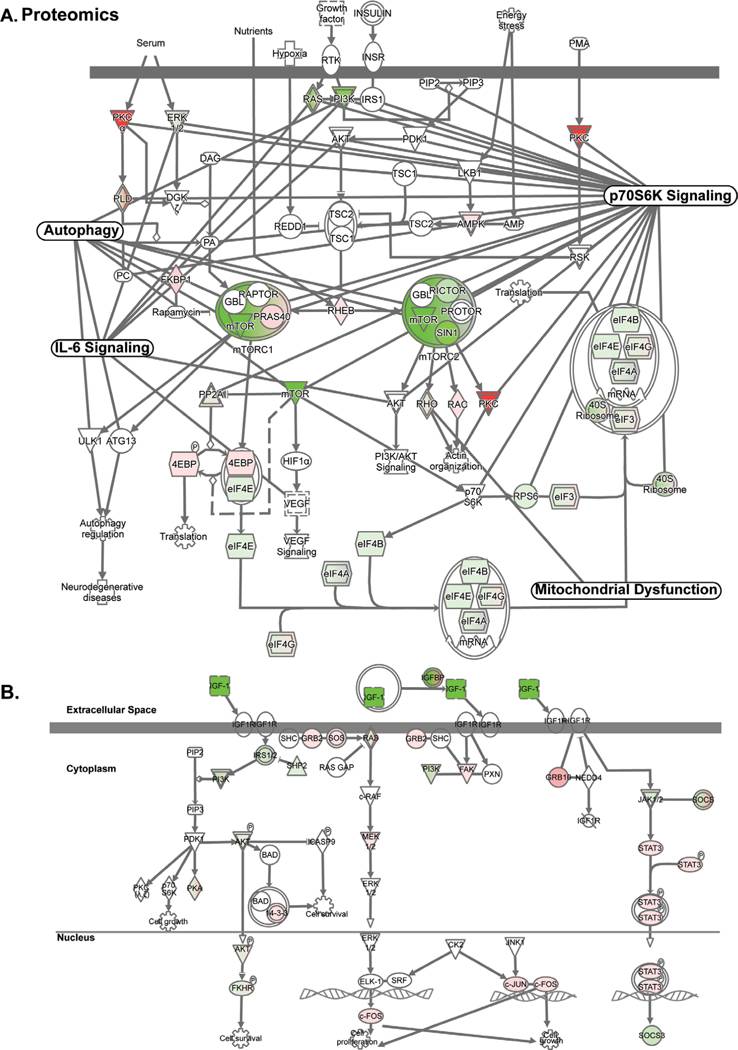 A. Proteomics
Growth
factor
INSULIN
Energy
stress
Nutrients
Serum
Hypoxia
RTK
INSR
PMA
PIP2
PIP3
RAS
PI3K
IRS1
PKC
α
ERK
1/2
AKT
PDK1
PKC
DAG
TSC1
LKB1
p70S6K Signaling
PLD
DGK
ς
TSC2
TSC1
TSC2
AMPK
AMP
REDD1
Autophagy
PA
RSK
PC
FKBP1
Translation
Rapamycin
GBL
RAPTOR
PRAS40
mTOR
mTORC1
RHEB
GBL
RICTOR
PROTOR
mTOR
SIN1
mTORC2
eIF4B
eIF4E
eIF4G
eIF4A
mRNA
40S
Ribosome
eIF3
IL-6 Signaling
PP2A
mTOR
AKT
RHO
RAC
PKC
ULK1
ATG13
4EBP
P
4EBP
eIF4E
HIF1α
PI3K/AKT
Signaling
Actin
organization
p70
S6K
RPS6
eIF3
40S
Ribosome
VEGF
Autophagy
regulation
Translation
eIF4E
VEGF
Signaling
eIF4B
Neurodegenerative
diseases
eIF4A
eIF4B
eIF4E
eIF4G
eIF4A
mRNA
Mitochondrial Dysfunction
eIF4G
B.
Extracellular Space
IGF-1
IGF-1
IGFBP
IGF-1
IGF-1
IGF1R
IGF1R
IGF1R
IGF1R
IGF1R
IGF1R
Cytoplasm
PIP2
IRS1/2
SHC
GRB2
SOS
RAS
GRB2
SHC
SHP2
RAS GAP
PI3K
PI3K
FAK
PXN
GRB10
NEDD4
PIP3
c-RAF
IGF1R
JAK1/2
SOCS
PDK1
AKT
P
BAD
CASP9
P
MEK
1/2
STAT3
STAT3
P
p70
S6K
PKA
BAD
14-3-3
ERK
1/2
STAT3
P
STAT3
P
Cell growth
Cell survival
Nucleus
AKT
P
ERK
1/2
CK2
JNK1
FKHR
P
ELK-1
SRF
c-JUN
c-FOS
STAT3
P
STAT3
P
c-FOS
Cell survival
Cell
proliferation
Cell
Growth
SOCS3